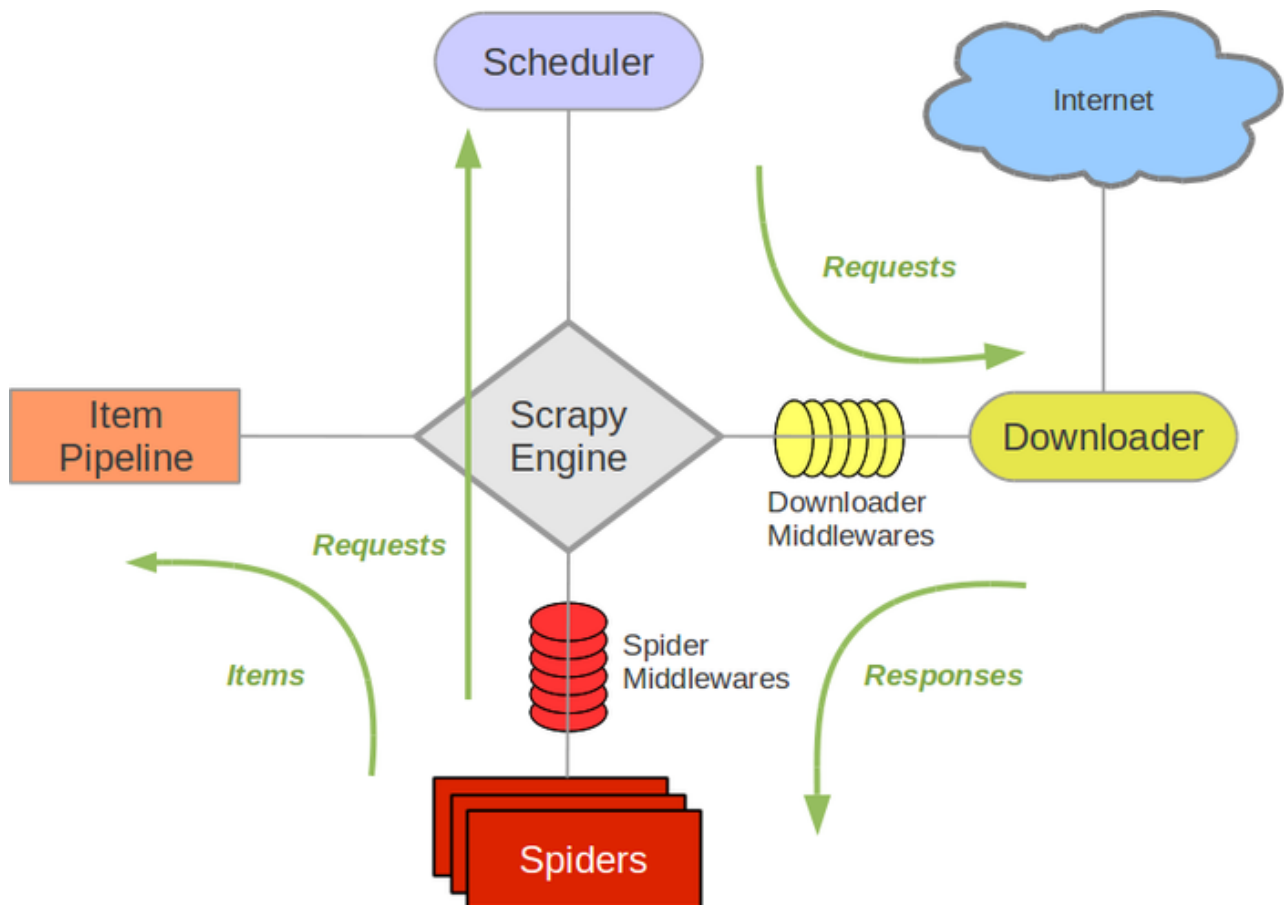 Scheduler
Internet
Requests
Item
Pipeline
Scrapy
Engine
Downloader
Downloader
Middlewares
Requests
Spider
Middlewares
Items
Responses
Spiders